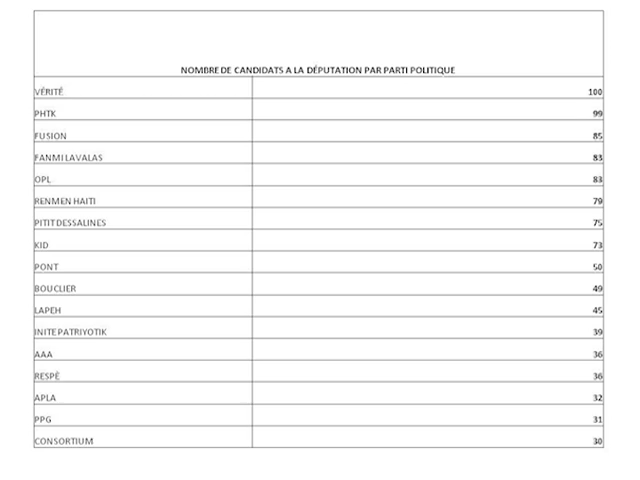 NOMBRE DE CANDIDATS A LA DÉPUTATION PAR PARTI POLITIQUE
VÉRITÉ 100
PHTK 99
FUSION 85
FANMI LAVALAS 83
OPL 83
RENMEN HAITI 79
PITIT DESSALINES 75
KID 73
PONT 50
BOUCLIER 49
LAPEH 45
INITE PATRIYOTIK 39
AAA 36
RESPÈ 36
APLA 32
PPG 31
CONSORTIUM 30